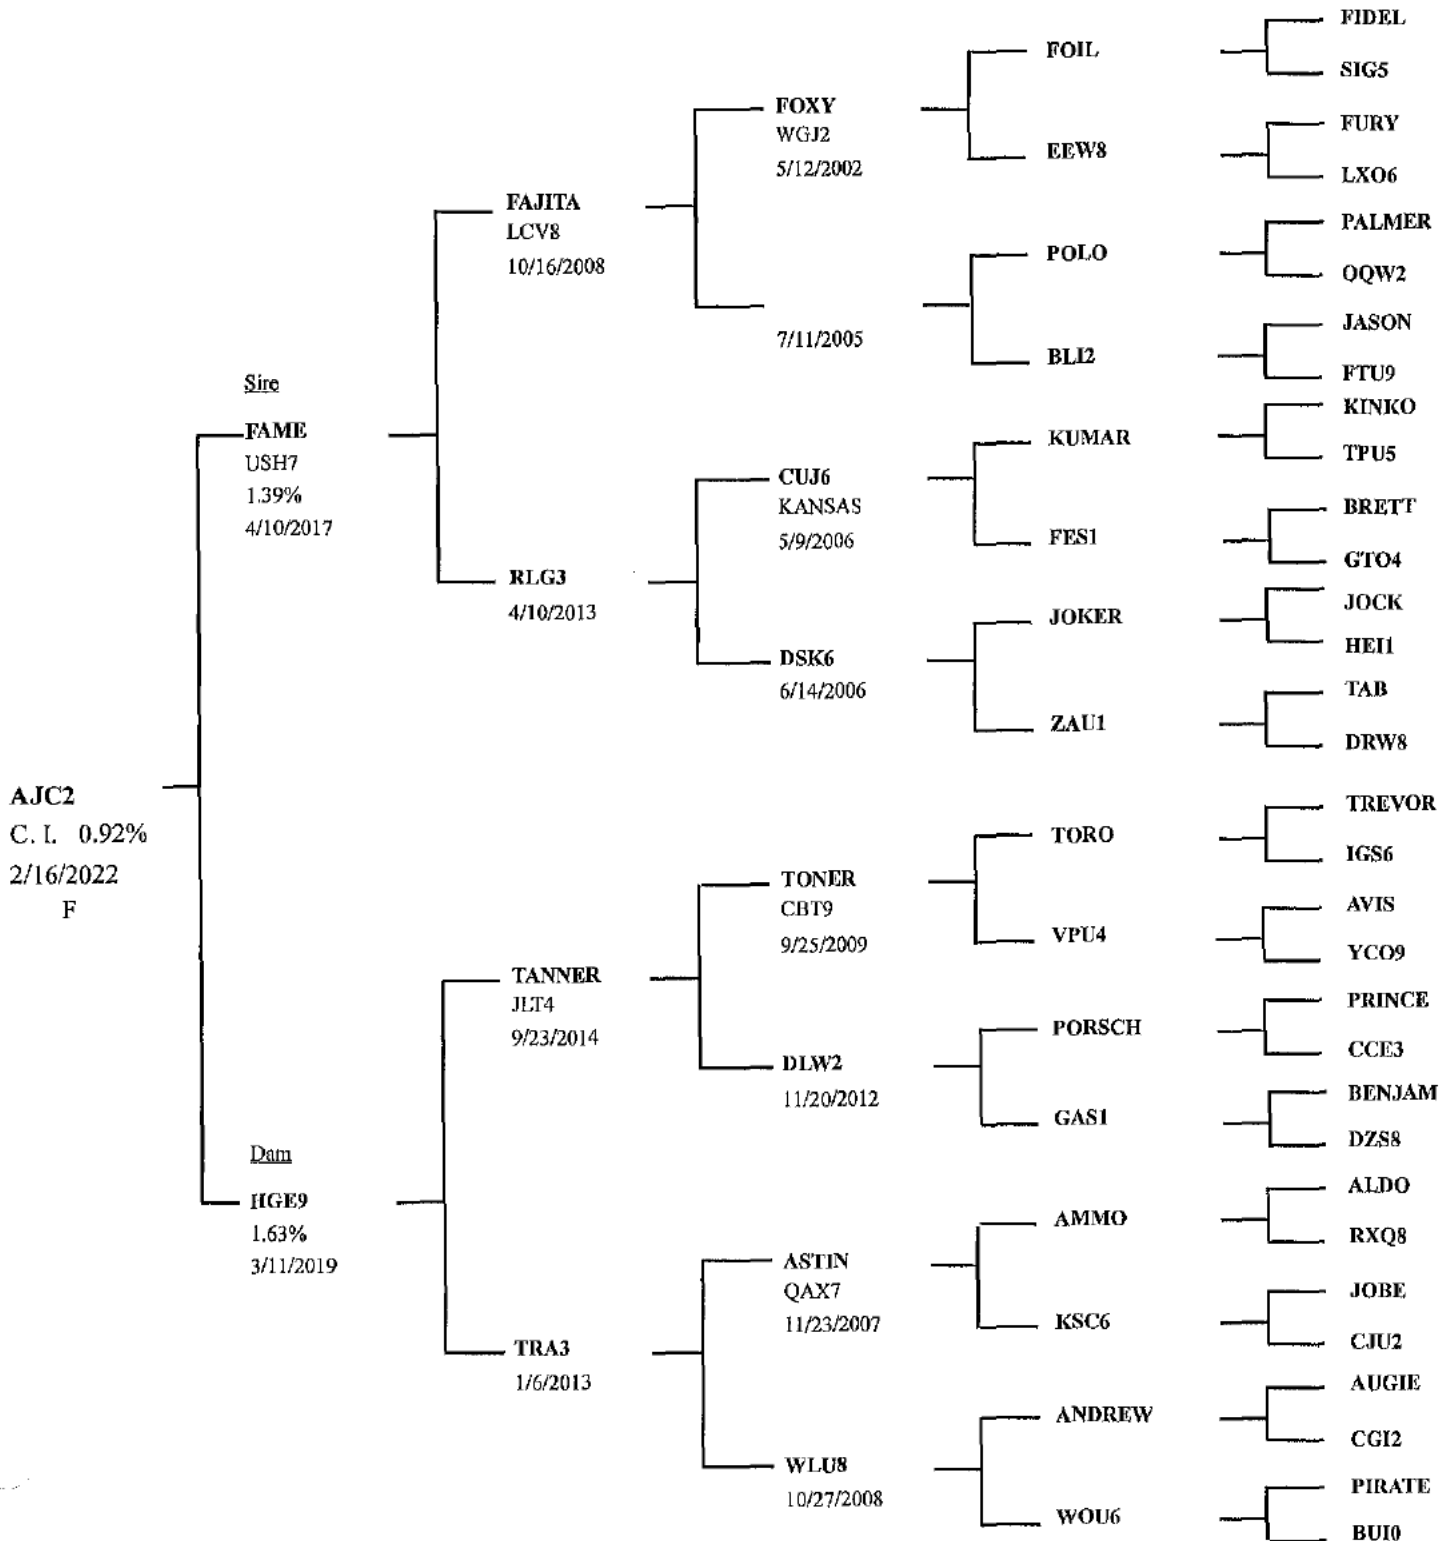 AJC2
C. I. 0.92%
2/16/2022
F
Sire
FAME
USH7
1.39%
4/10/2017
Dam
HGE9
1.63%
3/11/2019
FAJITA
LCV8
10/16/2008
RLG3
4/10/2013
TANNER
JLT4
9/23/2014
TRA3
1/6/2013
FOXY
WGJ2
5/12/2002
7/11/2005
CUJ6
KANSAS
5/9/2006
DSK6
6/14/2006
TONER
CBT9
9/25/2009
DLW2
11/20/2012
ASTIN
QAX7
11/23/2007
WLU8
10/27/2008
FOIL
EEW8
POLO
BLI2
KUMAR
FES1
JOKER
ZAU1
TORO
VPU4
PORSCH
GAS1
AMMO
KSC6
ANDREW
WOU6
FIDEL
SIG5
FURY
LXO6
PALMER
OQW2
JASON
FTU9
KINKO
TPU5
BRETT
GTO4
JOCK
HEI1
TAB
DRW8
TREVOR
IGS6
AVIS
YCO9
PRINCE
CCE3
BENJAM
DZS8
ALDO
RXQ8
JOBE
CJU2
AUGIE
CGI2
PIRATE
BUI0